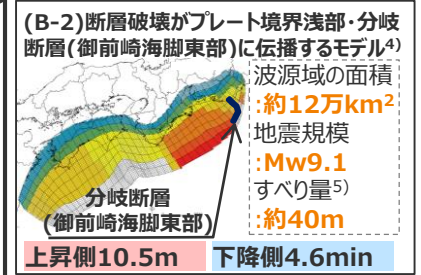 (B-2)断層破壊がプレート境界浅部・分岐
断層(御前崎海脚東部)に伝播するモデル4)
波源域の面積
:約12万km2
地震規模
:Mw9.1
すべり量5)
:約40m
分岐断層
(御前崎海脚東部)
上昇側10.5m 下降側4.6min